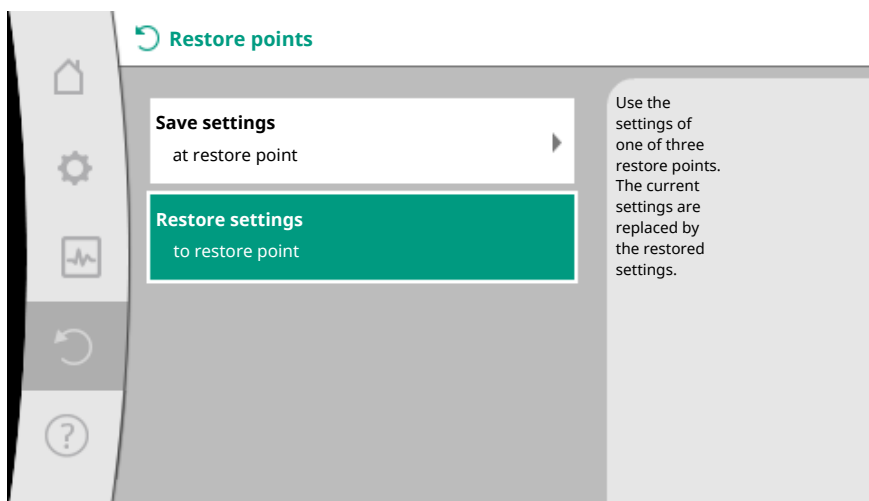 Restore points
Save settings
at restore point
Restore settings
to restore point
Use the
settings of
one of three
restore points.
The current
settings are
replaced by
the restored
settings.
?